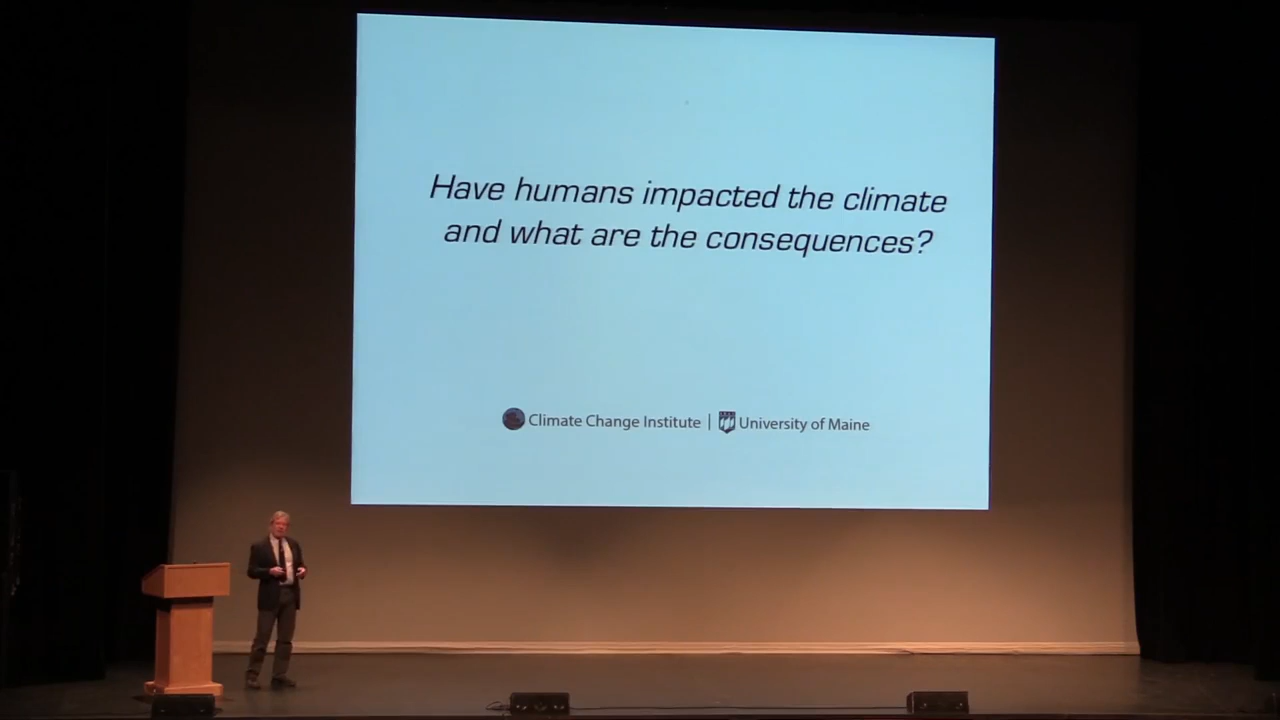 Have humans impacted the climate
and what are the consequences?
Climate Change Institute | University of Maine